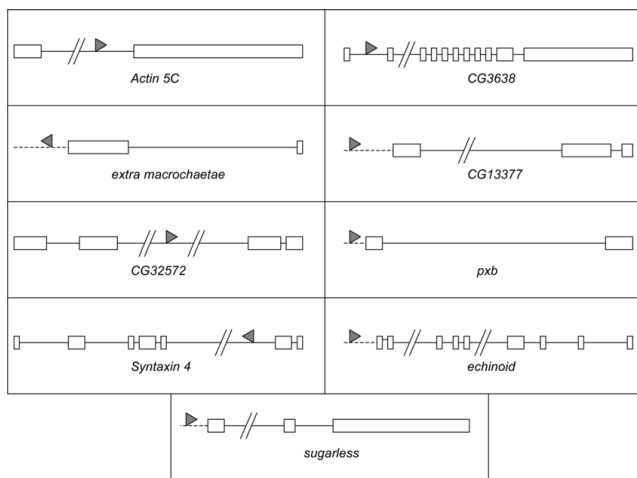 Actin 5C
CG3638
extra macrochaetae
CG13377
CG32572
pxb
Syntaxin 4
echinoid
sugarless